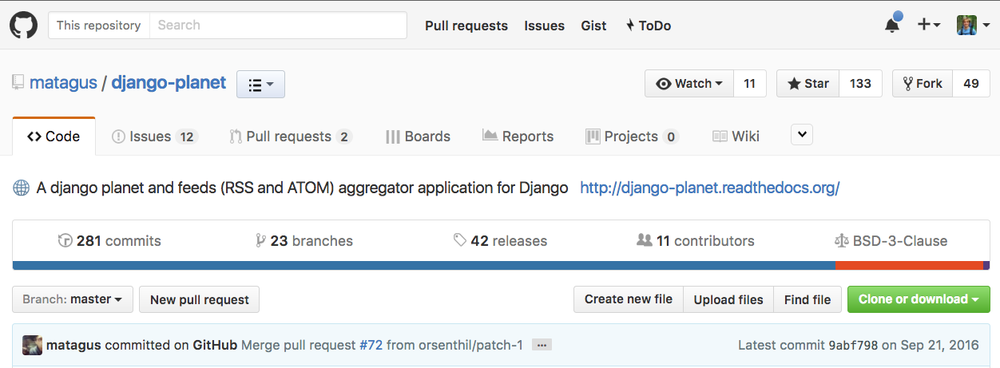 This repository Search Pull requests Issues Gist ToDo
matagus / django-planet Watch 11 Star 133 Fork 49
Code Issues 12 Pull requests 2 Boards Reports Projects 0 Wiki
A django planet and feeds (RSS and ATOM) aggregator application for Django http://django-planet.readthedocs.org/
281 commits 23 branches 42 releases 11 contributors BSD-3-Clause
Branch: master New pull request Create new file Upload files Find file Clone or download
matagus committed on GitHub Merge pull request #72 from orsenthil/patch-1 ... Latest commit 9abf798 on Sep 21, 2016